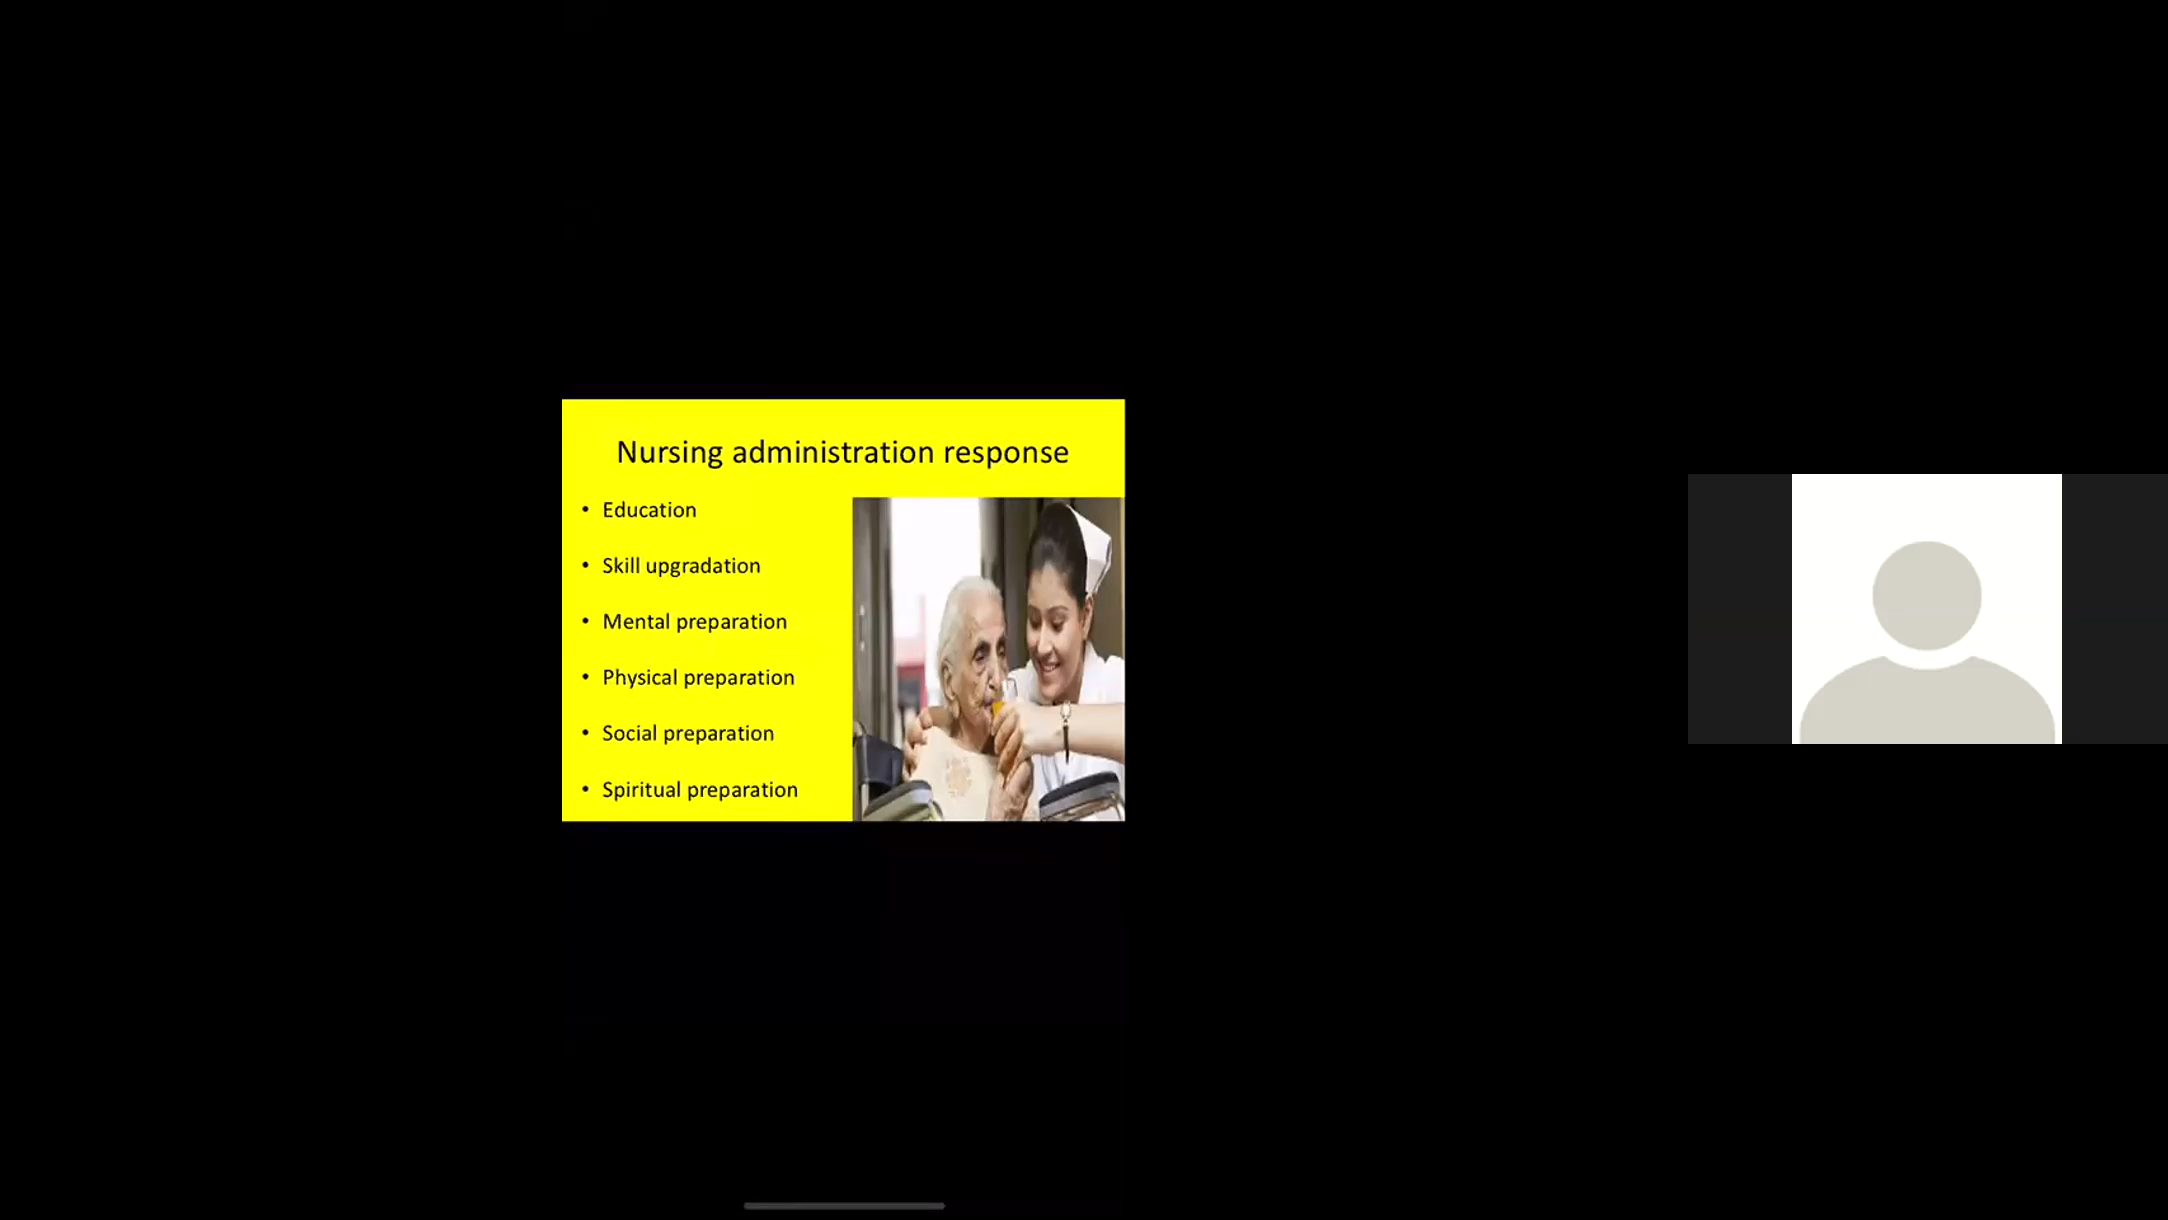 Nursing administration response
• Education
• Skill upgradation
• Mental preparation
• Physical preparation
• Social preparation
• Spiritual preparation